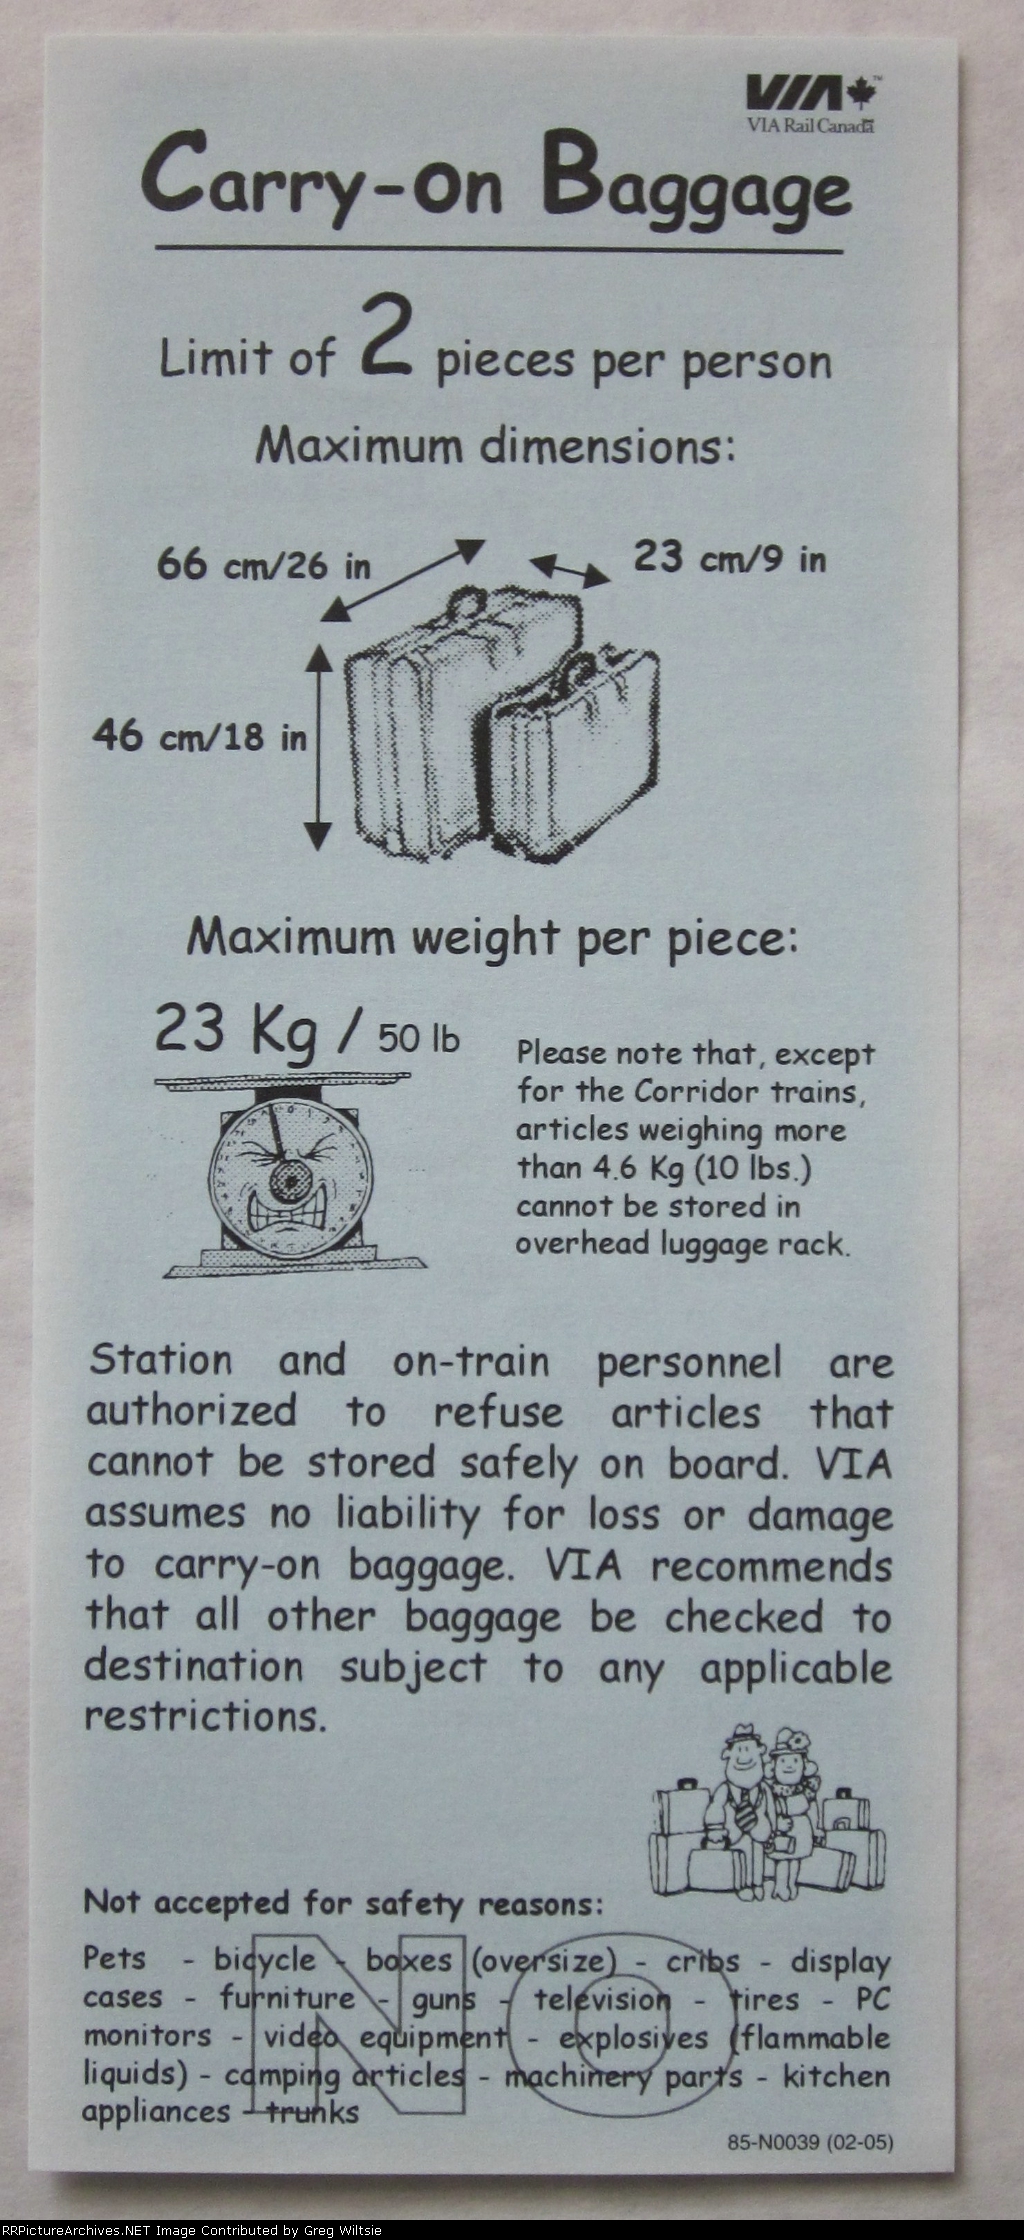 VIA™
VIA Rail Canada
Carry-on Baggage
Limit of 2 pieces per person
Maximum dimensions:
66 cm/26 in
23 cm/9 in
46 cm/18 in
Maximum weight per piece:
23 Kg / 50 lb
Please note that, except
for the Corridor trains,
articles weighing more
than 4.6 Kg (10 lbs.)
cannot be stored in
overhead luggage rack.
Station and on-train personnel are
authorized to refuse articles that
cannot be stored safely on board. VIA
assumes no liability for loss or damage
to carry-on baggage. VIA recommends
that all other baggage be checked to
destination subject to any applicable
restrictions.
Not accepted for safety reasons:
NO
Pets - bicycle - boxes (oversize) - cribs - display
cases - furniture - guns - television - tires - PC
monitors - video equipment - explosives (flammable
liquids) - camping articles - machinery parts - kitchen
appliances - trunks
85-N0039 (02-05)
RRPictureArchives.NET Image Contributed by Greg Wiltsie